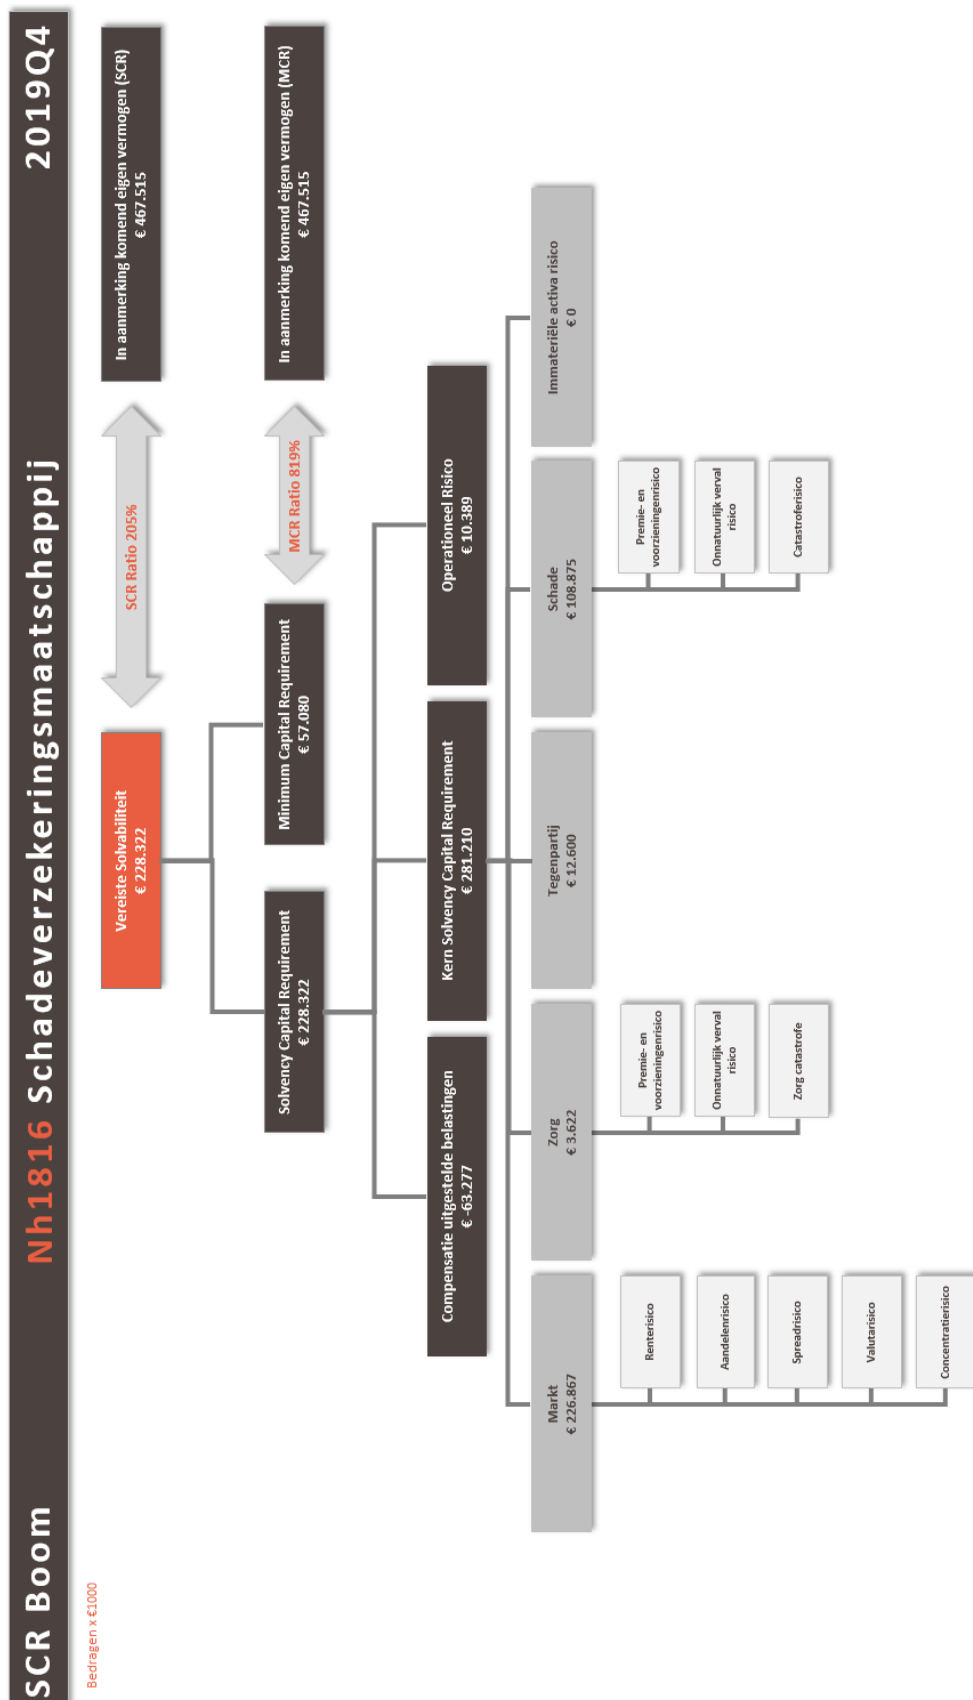 SCR Boom Nh1816 Schadeverzekeringsmaatschappij 2019Q4
Bedragen x €1000
Vereiste Solvabiliteit
€ 228.322
SCR Ratio 205%
In aanmerking komend eigen vermogen (SCR)
€ 467.515
Solvency Capital Requirement
€ 228.322
Minimum Capital Requirement
€ 57.080
MCR Ratio 819%
In aanmerking komend eigen vermogen (MCR)
€ 467.515
Compensatie uitgestelde belastingen
€ -63.277
Kern Solvency Capital Requirement
€ 281.210
Operationeel Risico
€ 10.389
Markt
€ 226.867
Zorg
€ 3.622
Tegenpartij
€ 12.600
Schade
€ 108.875
Immateriële activa risico
€ 0
Renterisico
Aandelenrisico
Spreadrisico
Valutarisico
Concentratierisico
Premie- en
voorzieningenrisico
Onnatuurlijk verval
risico
Zorg catastrofe
Premie- en
voorzieningenrisico
Onnatuurlijk verval
risico
Catastroferisico